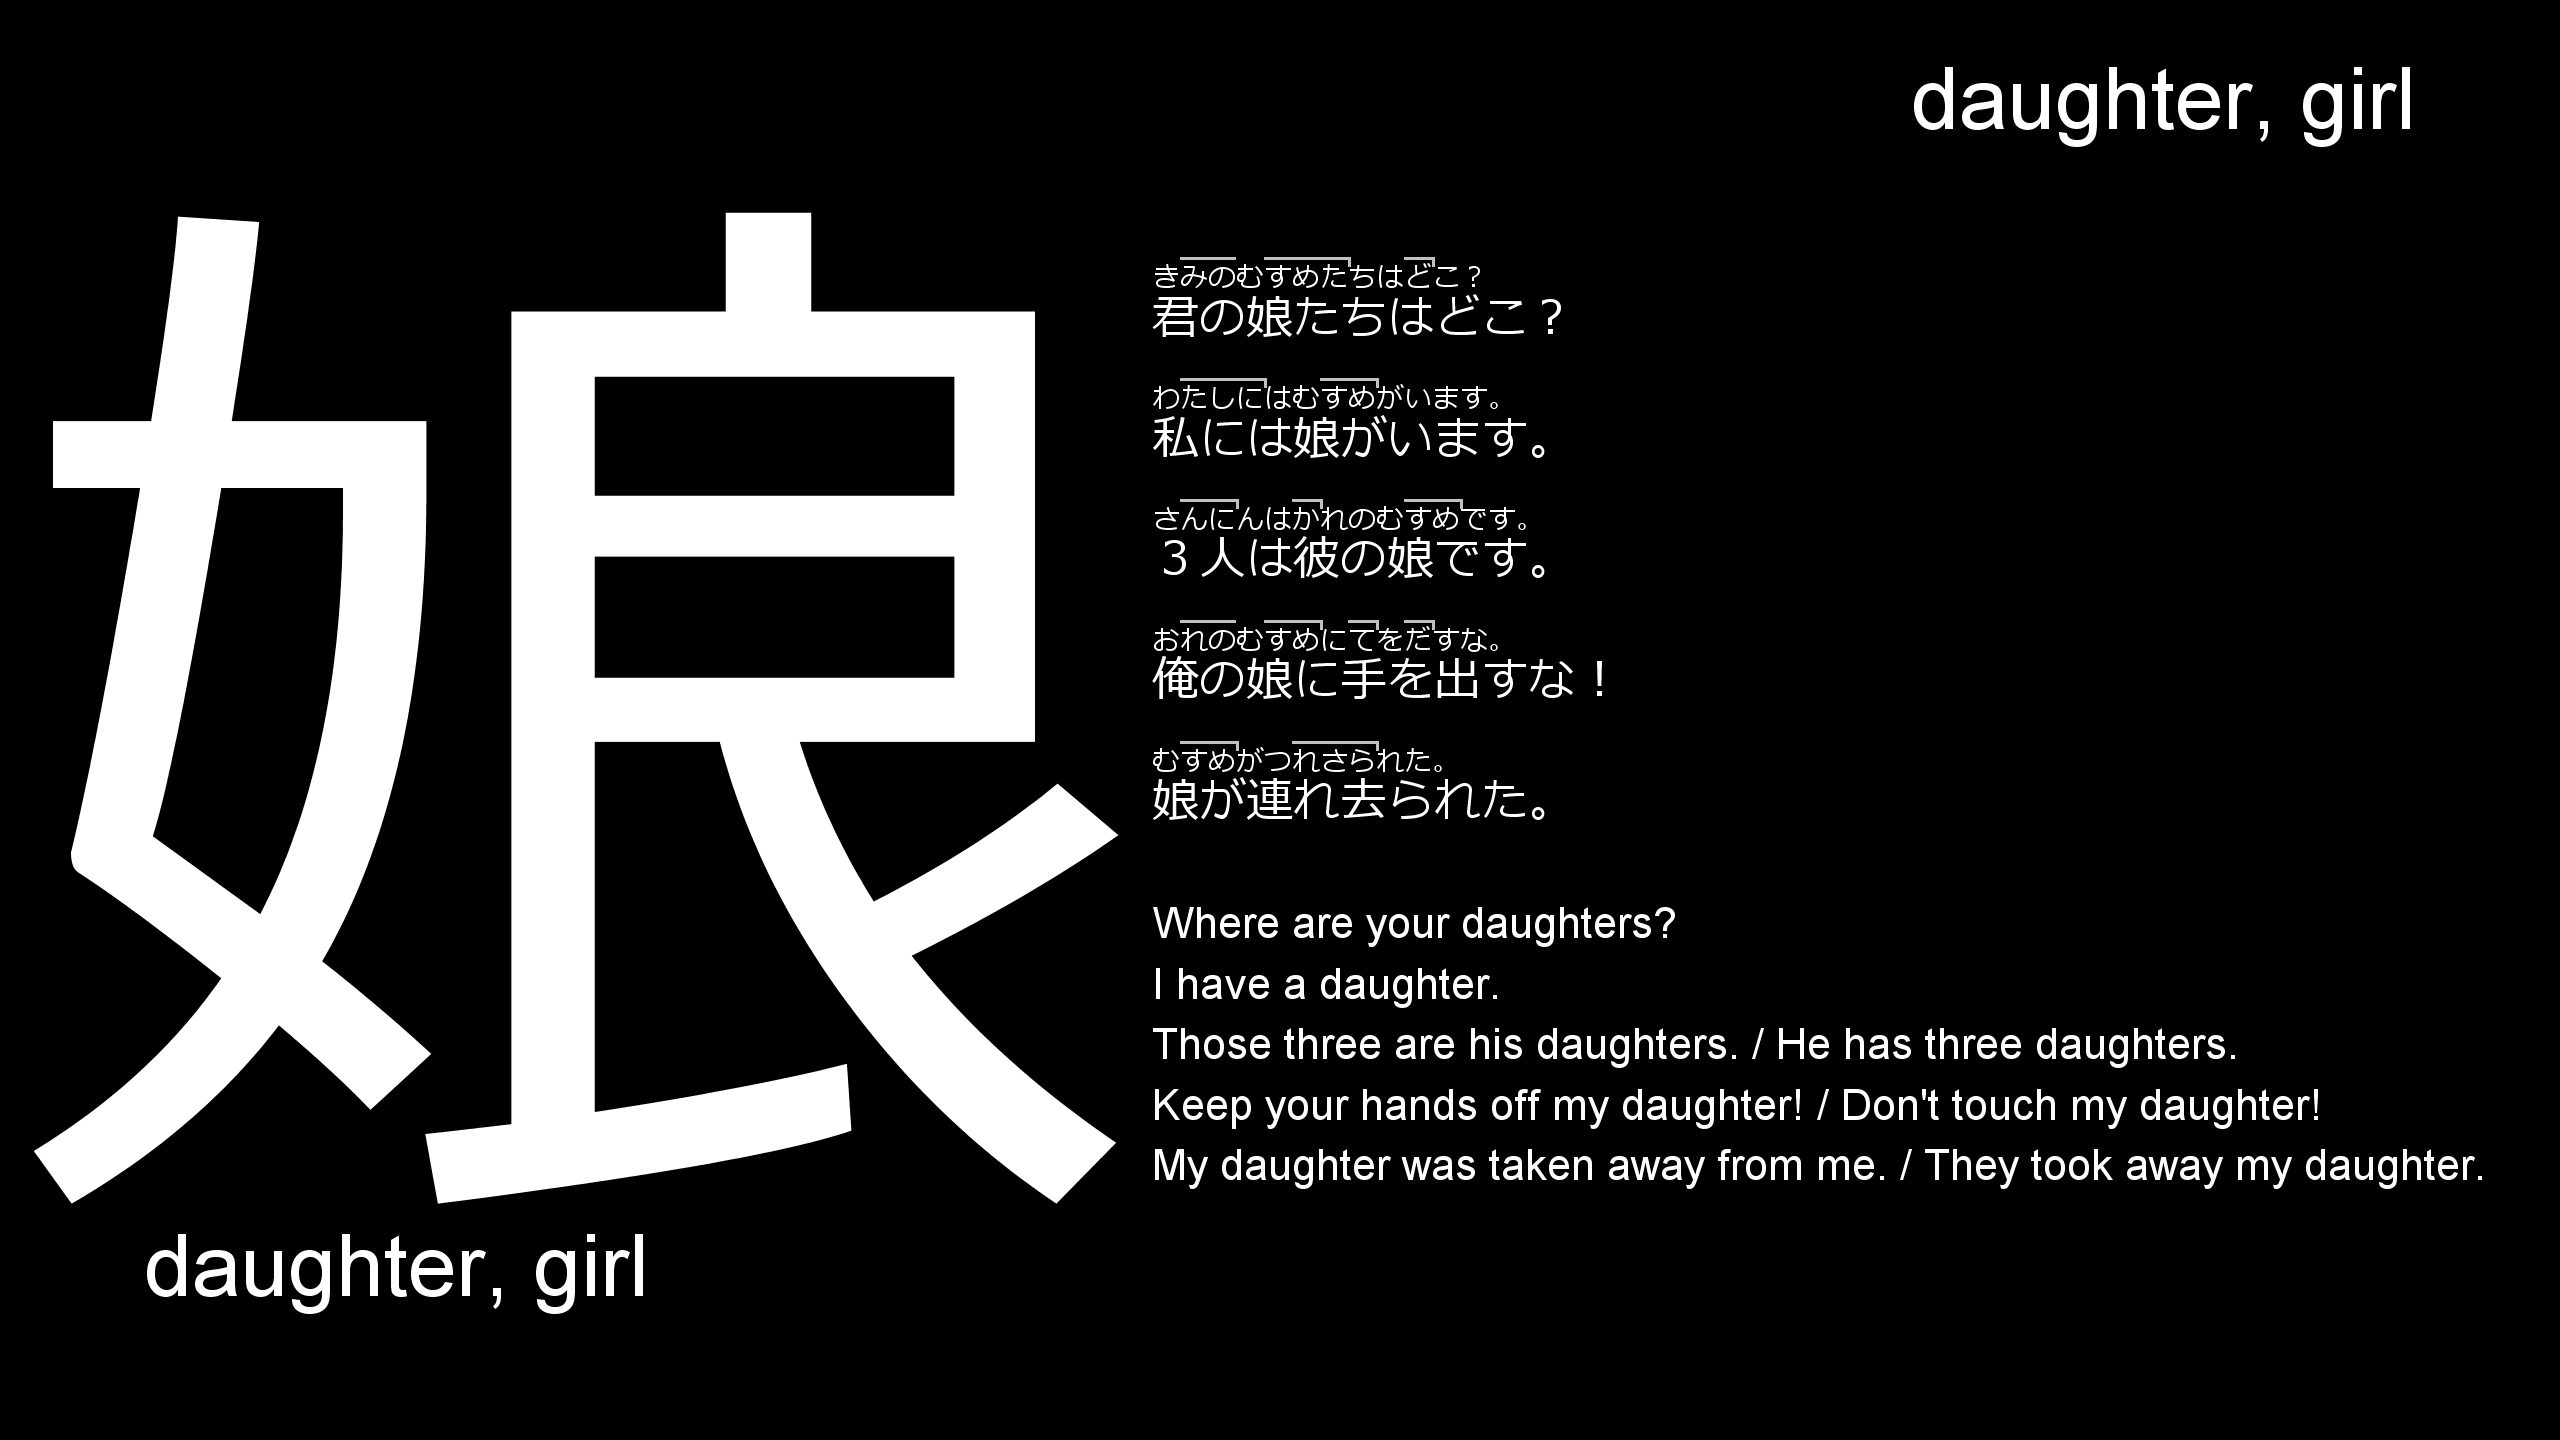 daughter, girl
娘
きみのむすめたちはどこ？
君の娘たちはどこ？
わたしにはむすめがいます。
私には娘がいます。
さんにんはかれのむすめです。
３人は彼の娘です。
おれのむすめにてをだすな。
俺の娘に手を出すな！
むすめがつれさられた。
娘が連れ去られた。
Where are your daughters?
I have a daughter.
Those three are his daughters. / He has three daughters.
Keep your hands off my daughter! / Don't touch my daughter!
My daughter was taken away from me. / They took away my daughter.
daughter, girl